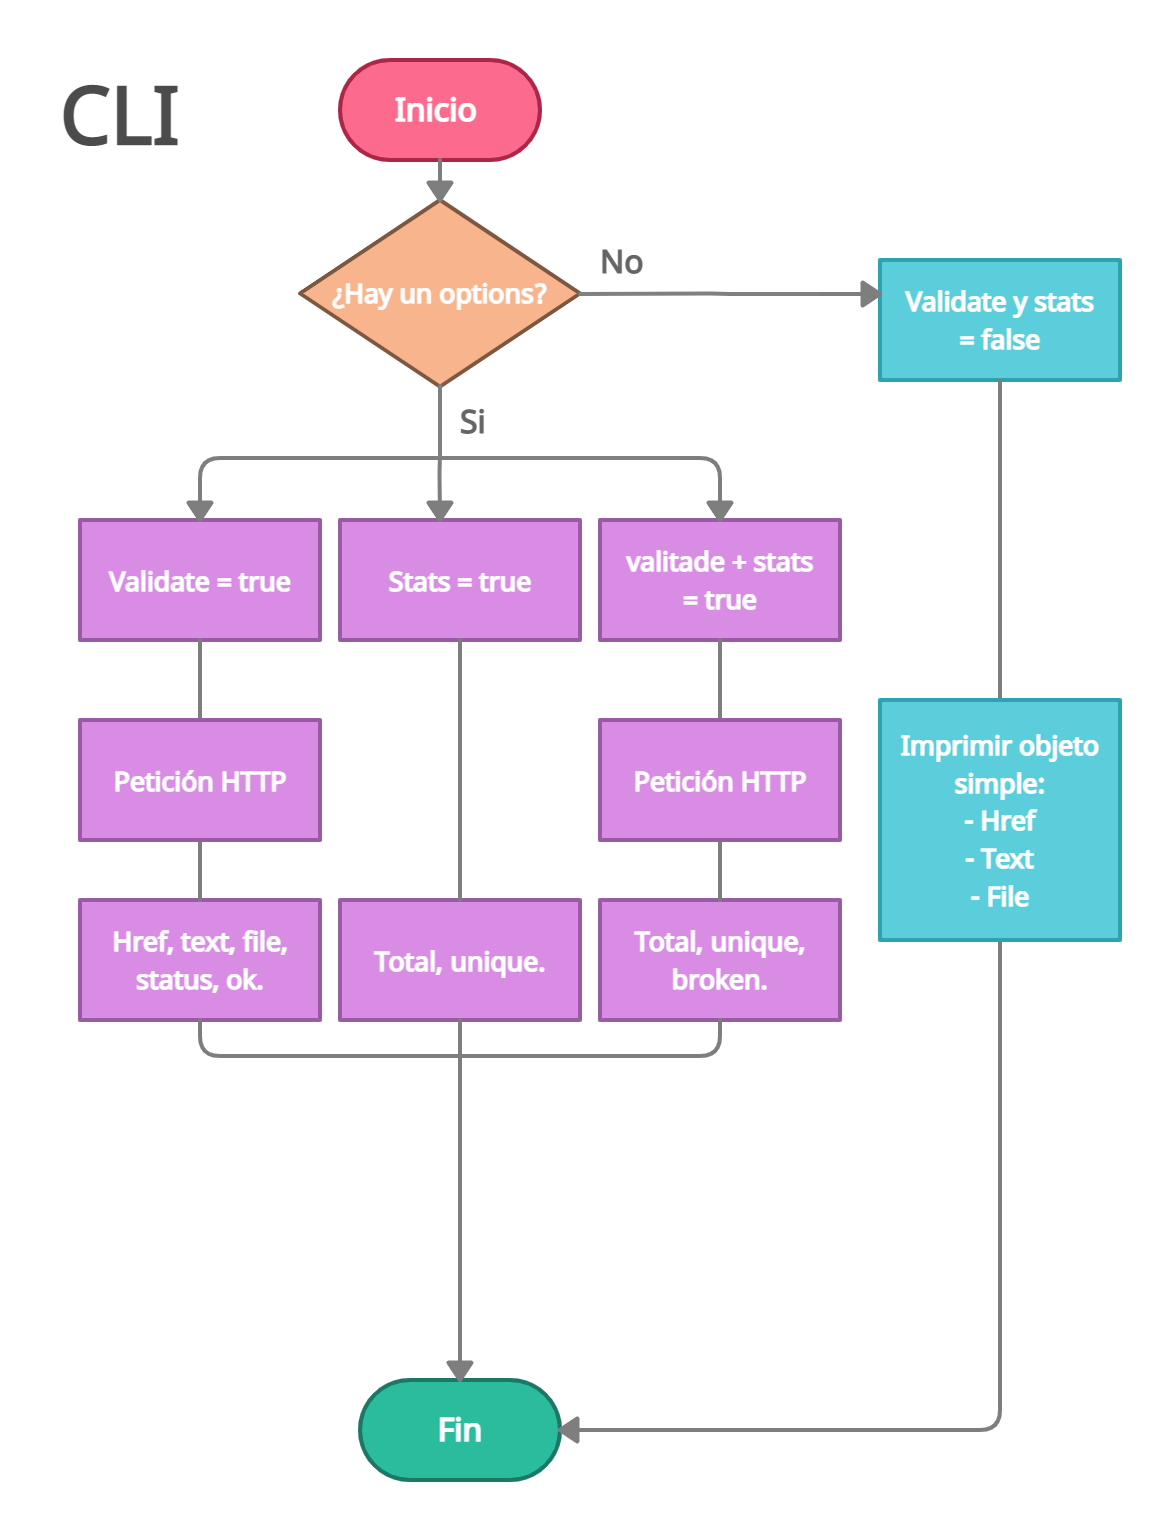 CLI
Inicio
¿Hay un options?
No
Validate y stats
= false
Si
Validate = true
Stats = true
valitade + stats
= true
Petición HTTP
Petición HTTP
Imprimir objeto
simple:
- Href
- Text
- File
Href, text, file,
status, ok.
Total, unique.
Total, unique,
broken.
Fin